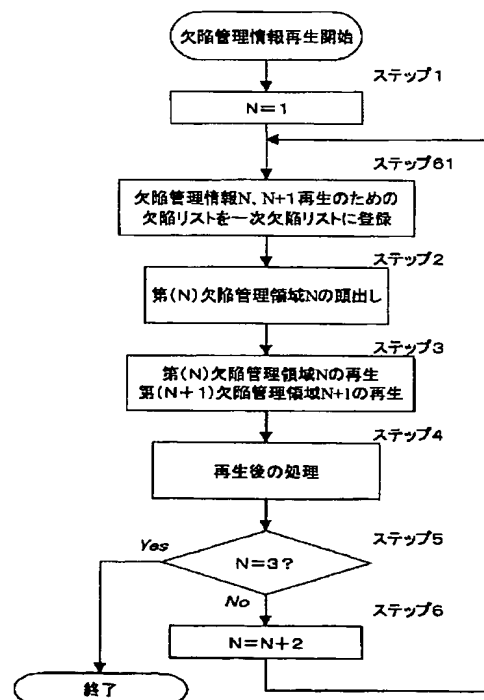 欠陥管理情報再生開始
ステップ1
N=1
ステップ61
欠陥管理情報N、N+1再生のための
欠陥リストを一次欠陥リストに登録
ステップ2
第(N)欠陥管理領域Nの頭出し
ステップ3
第(N)欠陥管理領域Nの再生
第(N+1)欠陥管理領域N+1の再生
ステップ4
再生後の処理
ステップ5
Yes
N=3?
No
ステップ6
N=N+2
終了